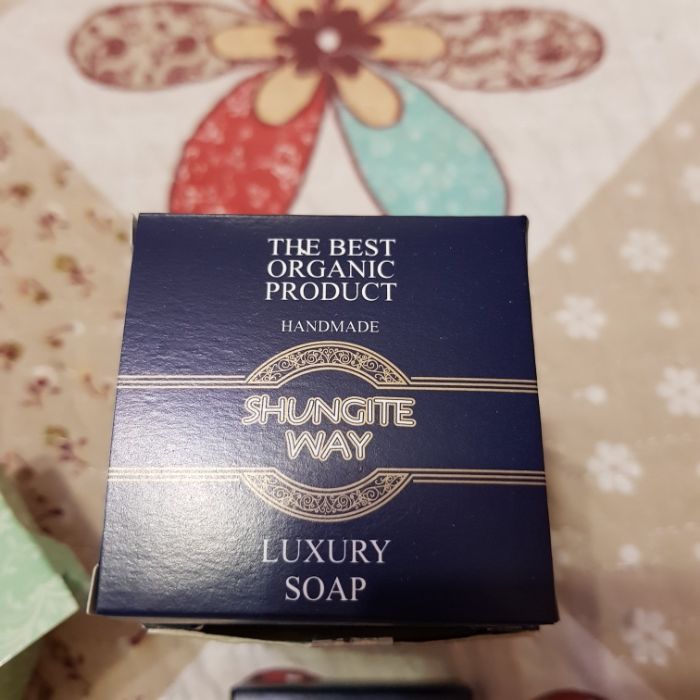 THE BEST
ORGANIC
PRODUCT
HANDMADE
SHUNGITE
WAY
LUXURY
SOAP